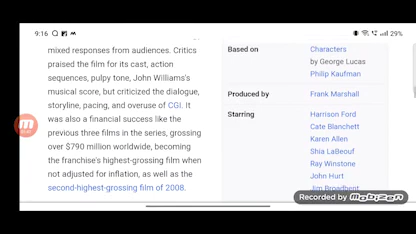 9:16
29%
mixed responses from audiences. Critics
praised the film for its cast, action
sequences, pulpy tone, John Williams's
musical score, but criticized the dialogue,
storyline, pacing, and overuse of CGI. It
was also a financial success like the
previous three films in the series, grossing
over $790 million worldwide, becoming
the franchise's highest-grossing film when
not adjusted for inflation, as well as the
second-highest-grossing film of 2008.
Based on
Characters
by George Lucas
Philip Kaufman
Produced by
Frank Marshall
Starring
Harrison Ford
Cate Blanchett
Karen Allen
Shia LaBeouf
Ray Winstone
John Hurt
Jim Broadbent
Recorded by Mobizen